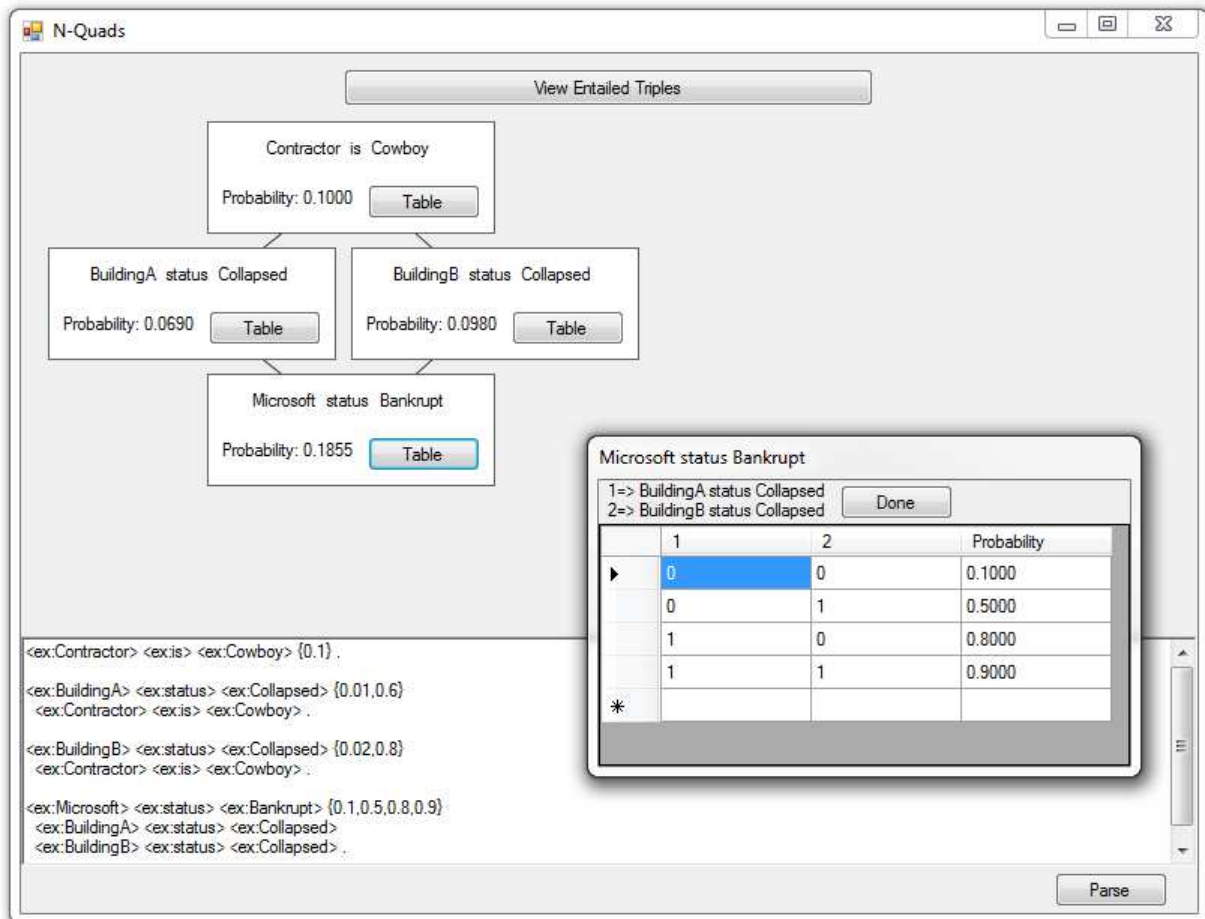 N-Quads
View Entailed Triples
Contractor is Cowboy
Probability: 0.1000 Table
BuildingA status Collapsed
Probability: 0.0690 Table
BuildingB status Collapsed
Probability: 0.0980 Table
Microsoft status Bankrupt
Probability: 0.1855 Table
Microsoft status Bankrupt
1=> BuildingA status Collapsed
2=> BuildingB status Collapsed
Done
1 2 Probability
0 0 0.1000
0 1 0.5000
1 0 0.8000
1 1 0.9000
<ex:Contractor> <ex:is> <ex:Cowboy> {0.1} .
<ex:BuildingA> <ex:status> <ex:Collapsed> {0.01,0.6}
<ex:Contractor> <ex:is> <ex:Cowboy> .
<ex:BuildingB> <ex:status> <ex:Collapsed> {0.02,0.8}
<ex:Contractor> <ex:is> <ex:Cowboy> .
<ex:Microsoft> <ex:status> <ex:Bankrupt> {0.1,0.5,0.8,0.9}
<ex:BuildingA> <ex:status> <ex:Collapsed>
<ex:BuildingB> <ex:status> <ex:Collapsed> .
Parse